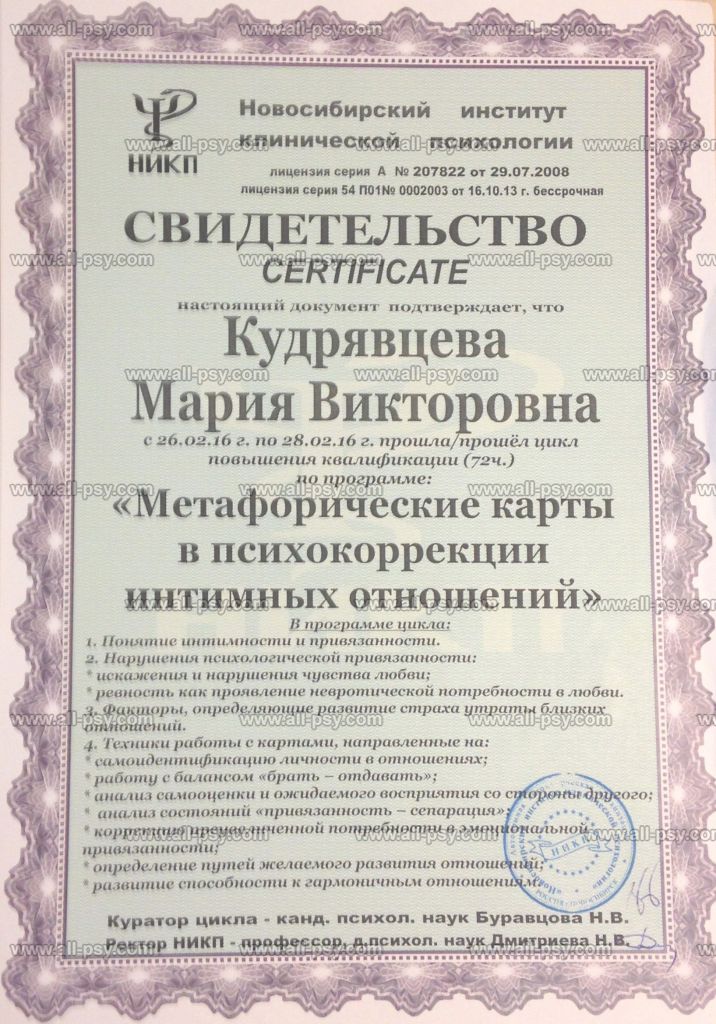 НИКП
Новосибирский институт
клинической психологии
лицензия серия А № 207822 от 29.07.2008
лицензия серия 54 П01№ 0002003 от 16.10.13 г. бессрочная
СВИДЕТЕЛЬСТВО
CERTIFICATE
настоящий документ подтверждает, что
Кудрявцева
Мария Викторовна
с 26.02.16 г. по 28.02.16 г. прошла/прошёл цикл
повышения квалификации (72ч.)
по программе:
«Метафорические карты
в психокоррекции
интимных отношений»
В программе цикла:
1. Понятие интимности и привязанности.
2. Нарушения психологической привязанности:
* искажения и нарушения чувства любви;
* ревность как проявление невротической потребности в любви.
3. Факторы, определяющие развитие страха утраты близких
отношений.
4. Техники работы с картами, направленные на:
* самоидентификацию личности в отношениях;
* работу с балансом «брать – отдавать»;
* анализ самооценки и ожидаемого восприятия со стороны другого;
* анализ состояний «привязанность – сепарация»;
* коррекцию преувеличенной потребности в эмоциональной
привязанности;
* определение путей желаемого развития отношений;
* развитие способности к гармоничным отношениям.
Куратор цикла - канд. психол. наук Буравцова Н.В.
Ректор НИКП - профессор, д.психол. наук Дмитриева Н.В.
НИКП
www.all-psy.com